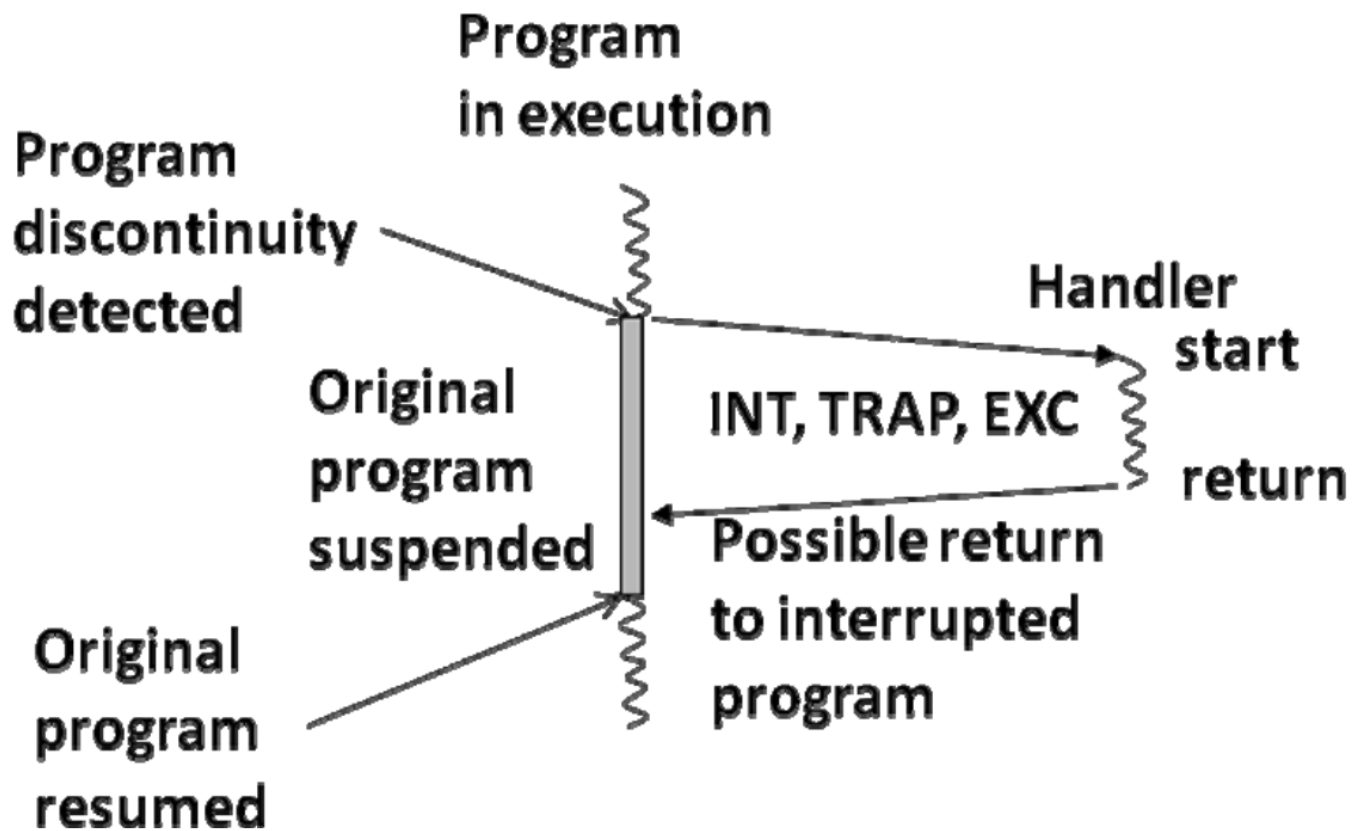 Program
in execution
Program
discontinuity
detected
Handler
start
Original
program
suspended
INT, TRAP, EXC
return
Possible return
to interrupted
program
Original
program
resumed